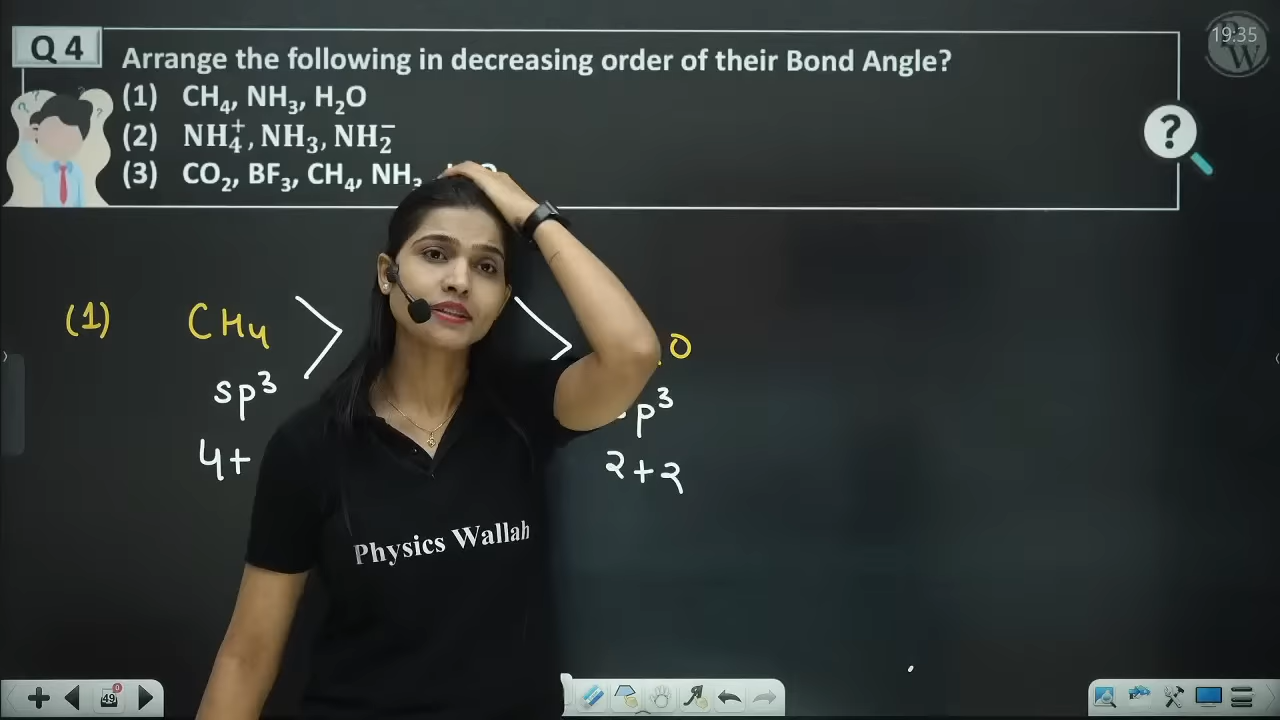 19:35
Q 4 Arrange the following in decreasing order of their Bond Angle?
(1) CH₄, NH₃, H₂O
(2) NH₄⁺, NH₃, NH₂⁻
(3) CO₂, BF₃, CH₄, NH₃
?
(1) CH₄ > > O
sp³ p³
4+ 2+2
Physics Wallah
49